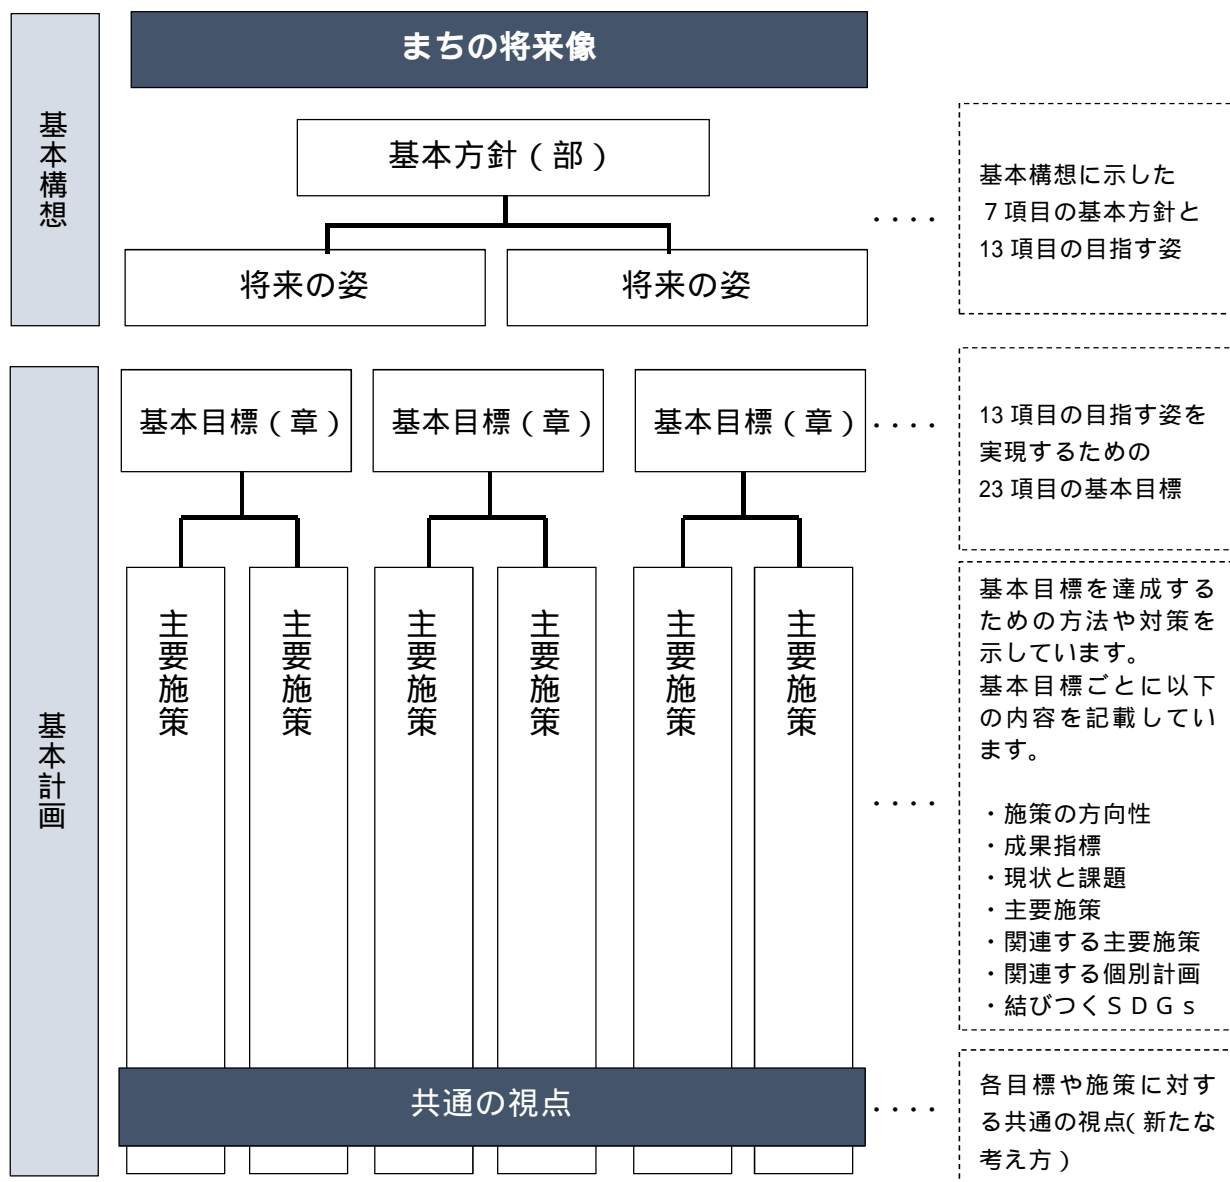 まちの将来像
基本構想
基本方針(部)
将来の姿
将来の姿
・・・・
基本構想に示した
7項目の基本方針と
13 項目の目指す姿
基本計画
基本目標(章)
基本目標(章)
基本目標(章)
・・・・
13 項目の目指す姿を
実現するための
23 項目の基本目標
主要施策
主要施策
主要施策
主要施策
主要施策
主要施策
・・・・
基本目標を達成する
ための方法や対策を
示しています。
基本目標ごとに以下
の内容を記載してい
ます。
・施策の方向性
・成果指標
・現状と課題
・主要施策
・関連する主要施策
・関連する個別計画
・結びつくSDGs
共通の視点
・・・・
各目標や施策に対す
る共通の視点(新たな
考え方)